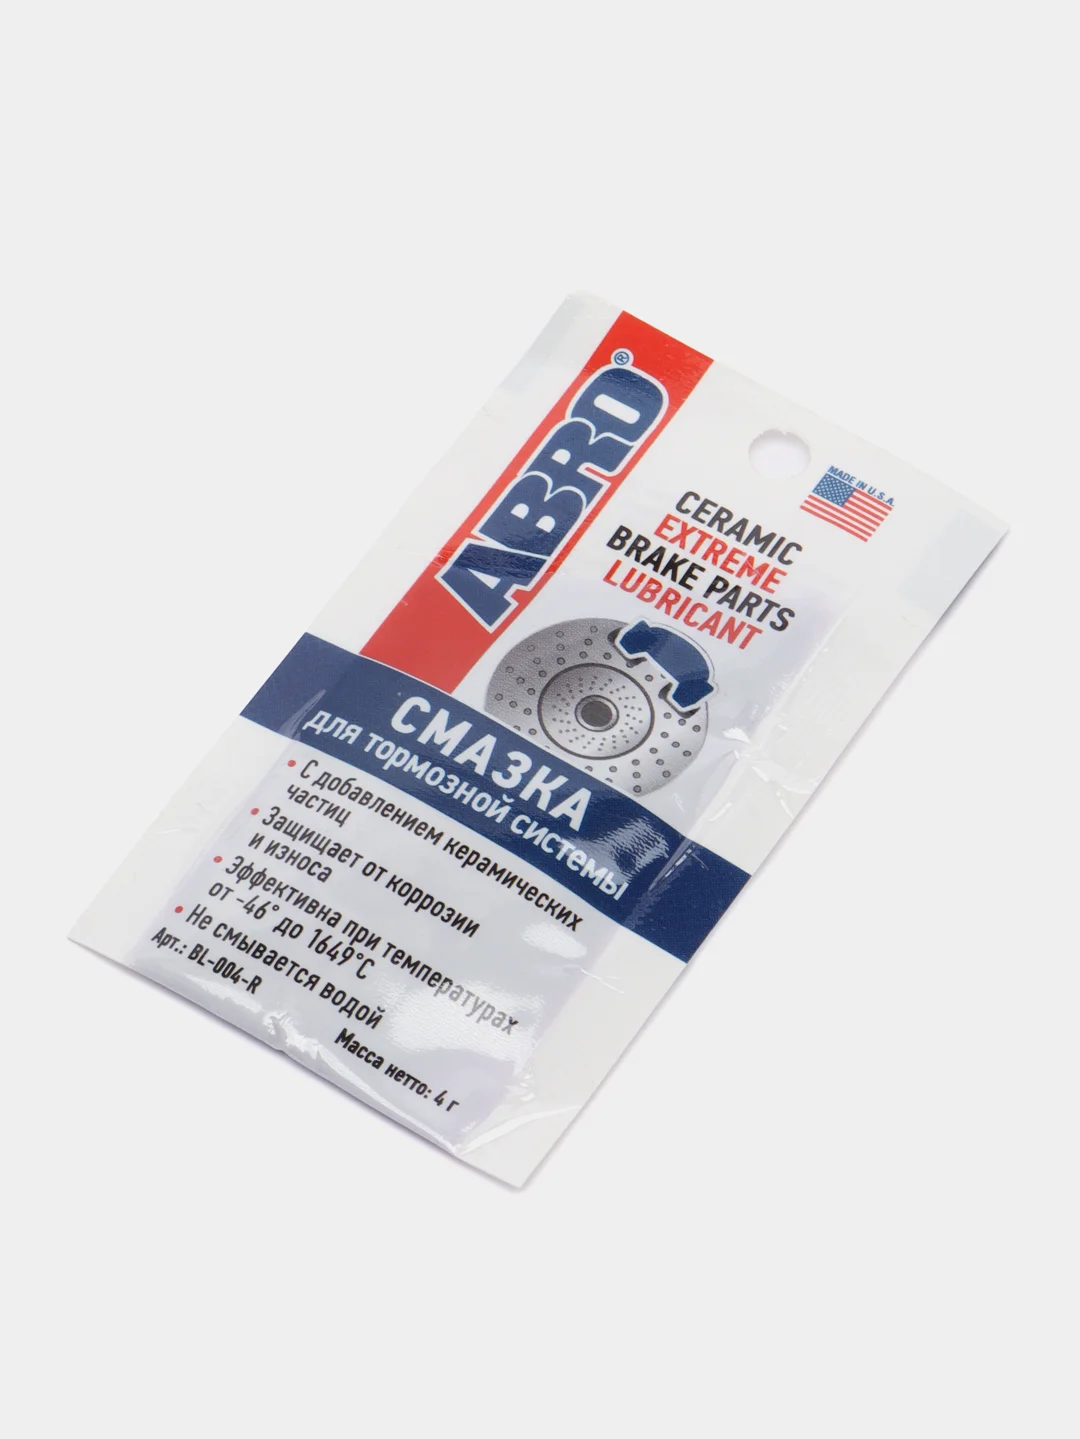 ABRO®
MADE IN U.S.A.
CERAMIC
EXTREME
BRAKE PARTS
LUBRICANT
СМАЗКА
для тормозной системы
• С добавлением керамических
частиц
• Защищает от коррозии
и износа
• Эффективна при температурах
от -46° до 1649°C
• Не смывается водой
Арт.: BL-004-R
Масса нетто: 4 г